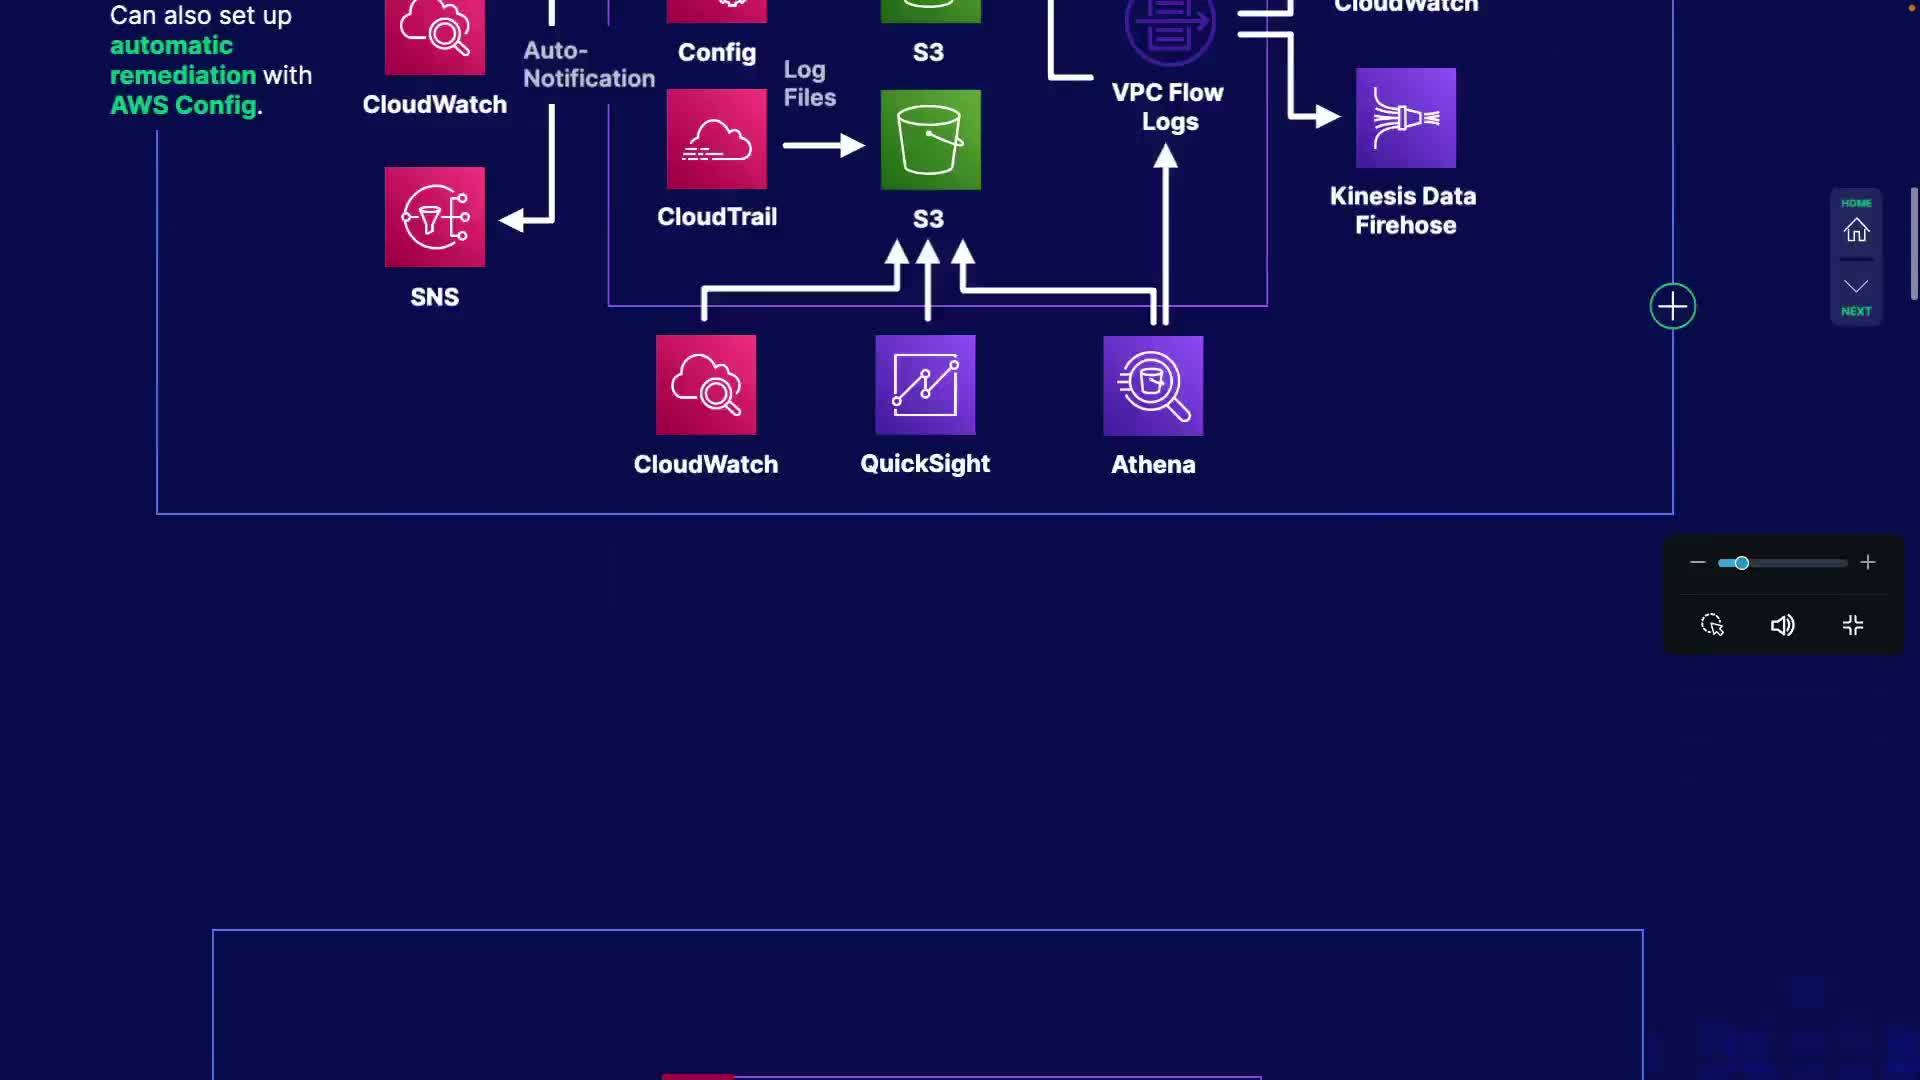 Can also set up
automatic
remediation with
AWS Config.
CloudWatch
Auto-
Notification
SNS
Config
S3
Log
Files
CloudTrail
S3
VPC Flow
Logs
CloudWatch
Kinesis Data
Firehose
CloudWatch
QuickSight
Athena
HOME
NEXT